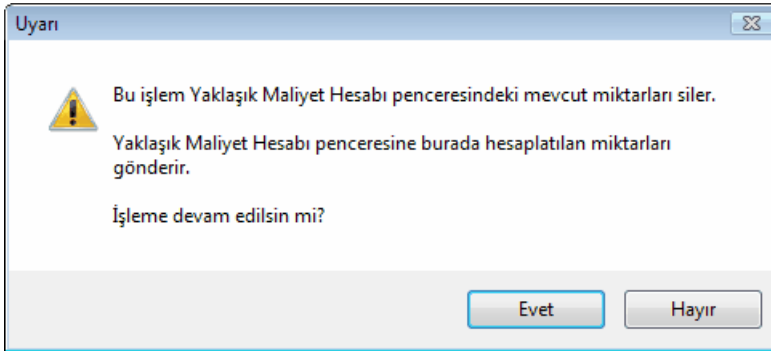 Uyarı
Bu işlem Yaklaşık Maliyet Hesabı penceresindeki mevcut miktarları siler.
Yaklaşık Maliyet Hesabı penceresine burada hesaplatılan miktarları
gönderir.
İşleme devam edilsin mi?
Evet
Hayır